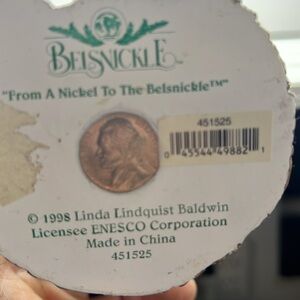 BELSNICKLE
"From A Nickel To The Belsnickle™"
451525
0 45544 49882 1
© 1998 Linda Lindquist Baldwin
Licensee ENESCO Corporation
Made in China
451525